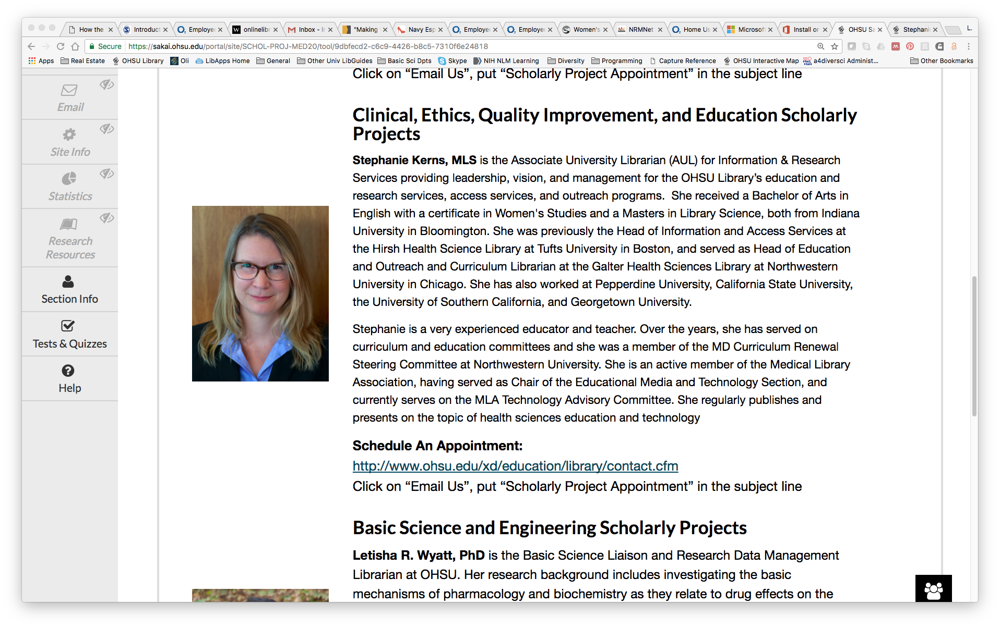 How the
Introduct
Employe
onlinelibr
Inbox - Ir
"Making
Navy Esp
Employe
Employe
Women's
NRMNet
Home Us
Microsoft
Install or
OHSU Sa
Stephani
L.
Secure
https://sakai.ohsu.edu/portal/site/SCHOL-PROJ-MED20/tool/9dbfecd2-c6c9-4426-b8c5-7310f6e24818
Apps
Real Estate
OHSU Library
Oli
LibApps Home
General
Other Univ LibGuides
Basic Sci Dpts
Skype
NIH NLM Learning
Diversity
Programming
Capture Reference
OHSU Interactive Map
a4diversci Administ...
Other Bookmarks
Email
Site Info
Statistics
Research
Resources
Section Info
Tests & Quizzes
Help
Click on “Email Us”, put “Scholarly Project Appointment” in the subject line
Clinical, Ethics, Quality Improvement, and Education Scholarly
Projects
Stephanie Kerns, MLS is the Associate University Librarian (AUL) for Information & Research
Services providing leadership, vision, and management for the OHSU Library’s education and
research services, access services, and outreach programs.  She received a Bachelor of Arts in
English with a certificate in Women's Studies and a Masters in Library Science, both from Indiana
University in Bloomington. She was previously the Head of Information and Access Services at
the Hirsh Health Science Library at Tufts University in Boston, and served as Head of Education
and Outreach and Curriculum Librarian at the Galter Health Sciences Library at Northwestern
University in Chicago. She has also worked at Pepperdine University, California State University,
the University of Southern California, and Georgetown University.
Stephanie is a very experienced educator and teacher. Over the years, she has served on
curriculum and education committees and she was a member of the MD Curriculum Renewal
Steering Committee at Northwestern University. She is an active member of the Medical Library
Association, having served as Chair of the Educational Media and Technology Section, and
currently serves on the MLA Technology Advisory Committee. She regularly publishes and
presents on the topic of health sciences education and technology
Schedule An Appointment:
http://www.ohsu.edu/xd/education/library/contact.cfm
Click on “Email Us”, put “Scholarly Project Appointment” in the subject line
Basic Science and Engineering Scholarly Projects
Letisha R. Wyatt, PhD is the Basic Science Liaison and Research Data Management
Librarian at OHSU. Her research background includes investigating the basic
mechanisms of pharmacology and biochemistry as they relate to drug effects on the